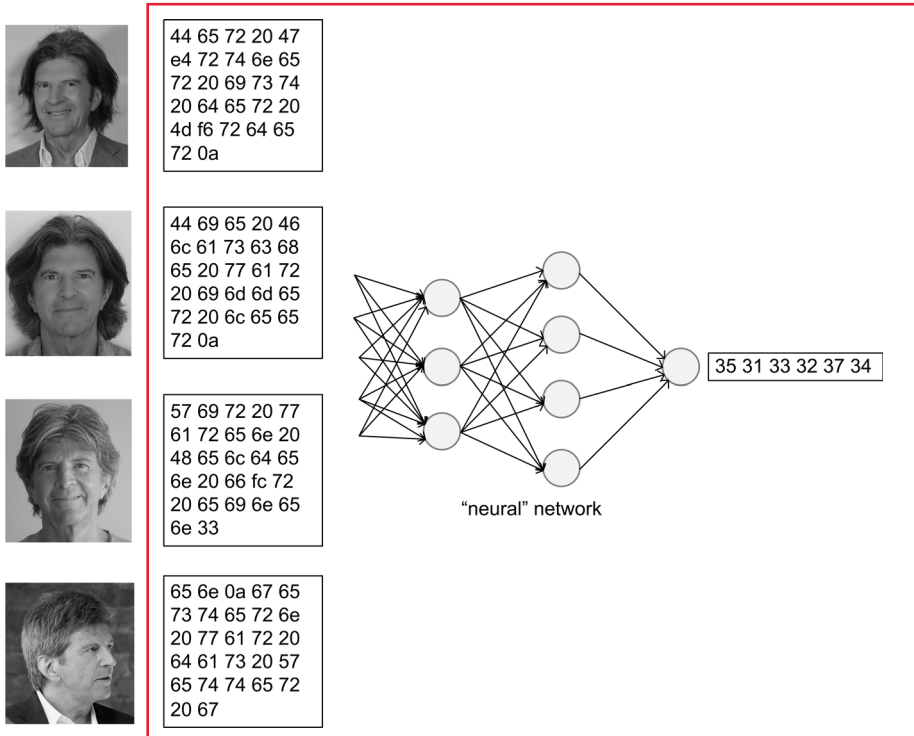 44 65 72 20 47
e4 72 74 6e 65
72 20 69 73 74
20 64 65 72 20
4d f6 72 64 65
72 0a
44 69 65 20 46
6c 61 73 63 68
65 20 77 61 72
20 69 6d 6d 65
72 20 6c 65 65
72 0a
57 69 72 20 77
61 72 65 6e 20
48 65 6c 64 65
6e 20 66 fc 72
20 65 69 6e 65
6e 33
65 6e 0a 67 65
73 74 65 72 6e
20 77 61 72 20
64 61 73 20 57
65 74 74 65 72
20 67
35 31 33 32 37 34
“neural” network